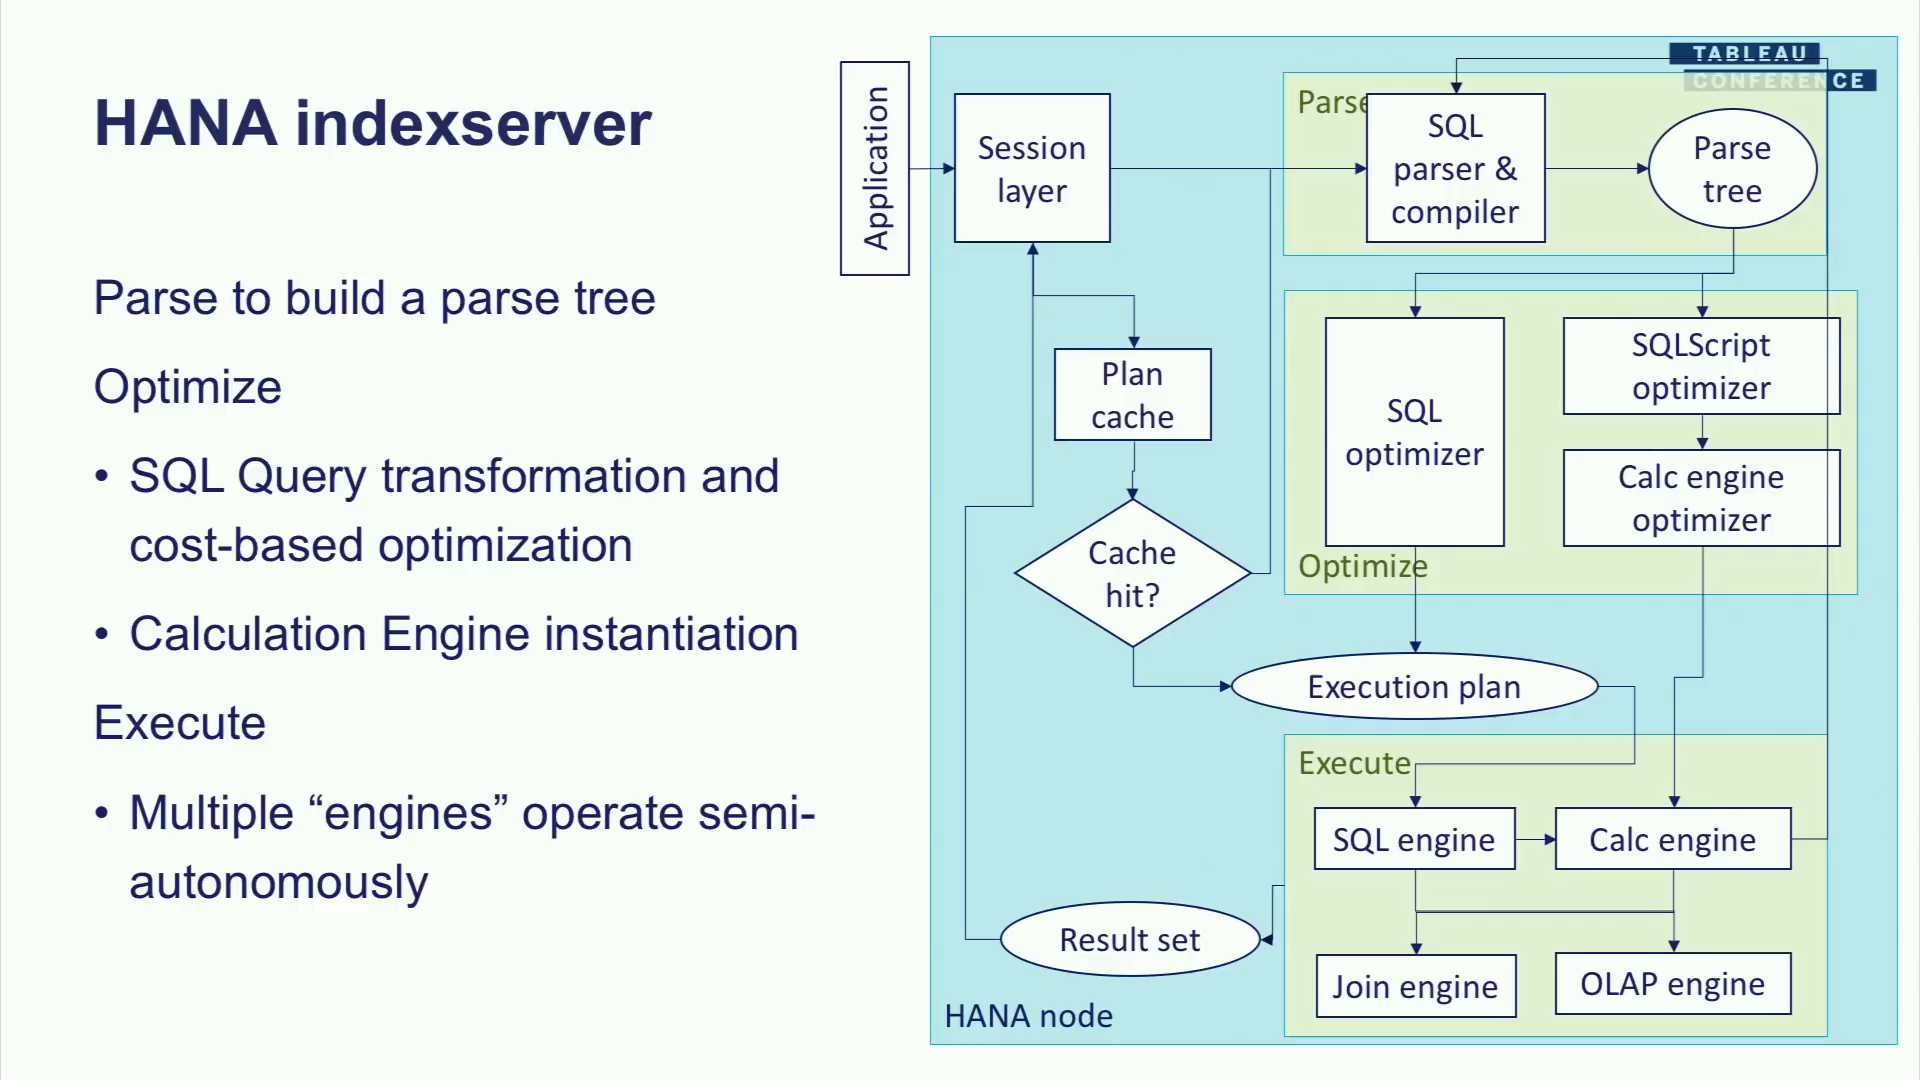 HANA indexserver
Parse to build a parse tree
Optimize
• SQL Query transformation and
cost-based optimization
• Calculation Engine instantiation
Execute
• Multiple “engines” operate semi-
autonomously
TABLEAU
CONFERENCE
Application
Session
layer
Parse
SQL
parser &
compiler
Parse
tree
Plan
cache
Cache
hit?
SQL
optimizer
SQLScript
optimizer
Calc engine
optimizer
Optimize
Execution plan
Execute
SQL engine
Calc engine
Join engine
OLAP engine
Result set
HANA node